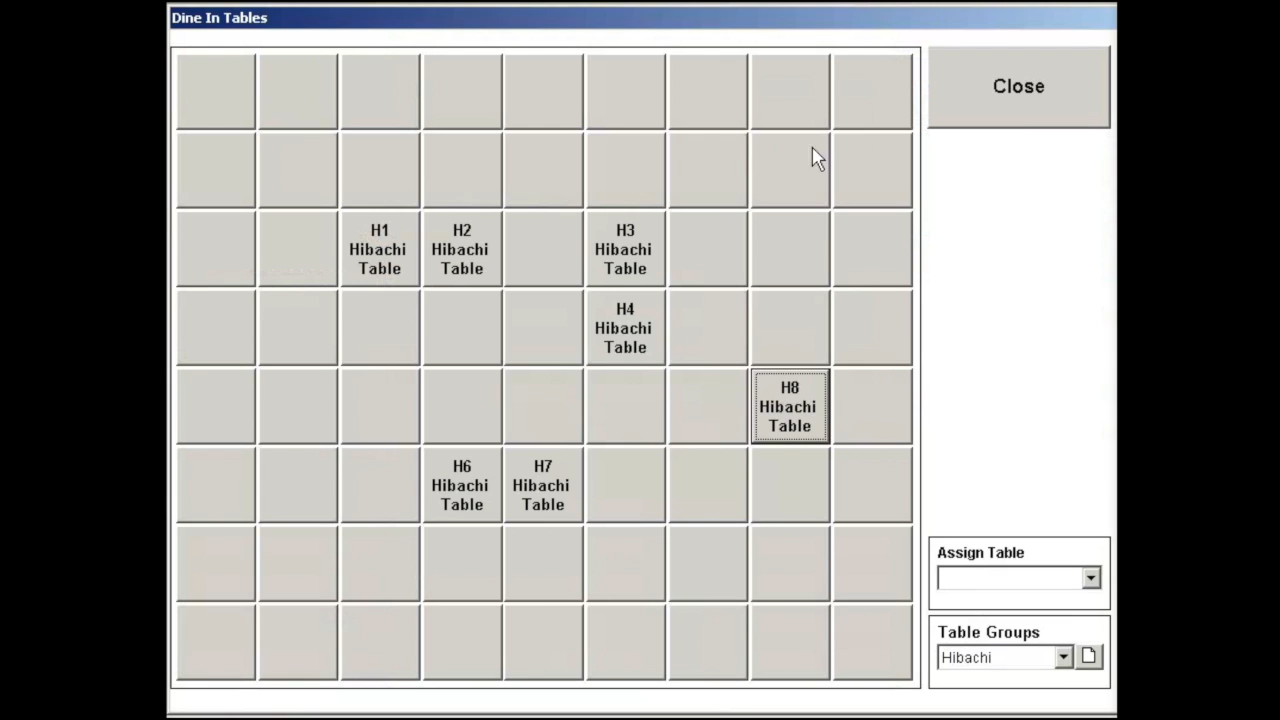 Dine In Tables
Close
H1
Hibachi
Table
H2
Hibachi
Table
H3
Hibachi
Table
H4
Hibachi
Table
H8
Hibachi
Table
H6
Hibachi
Table
H7
Hibachi
Table
Assign Table
Table Groups
Hibachi